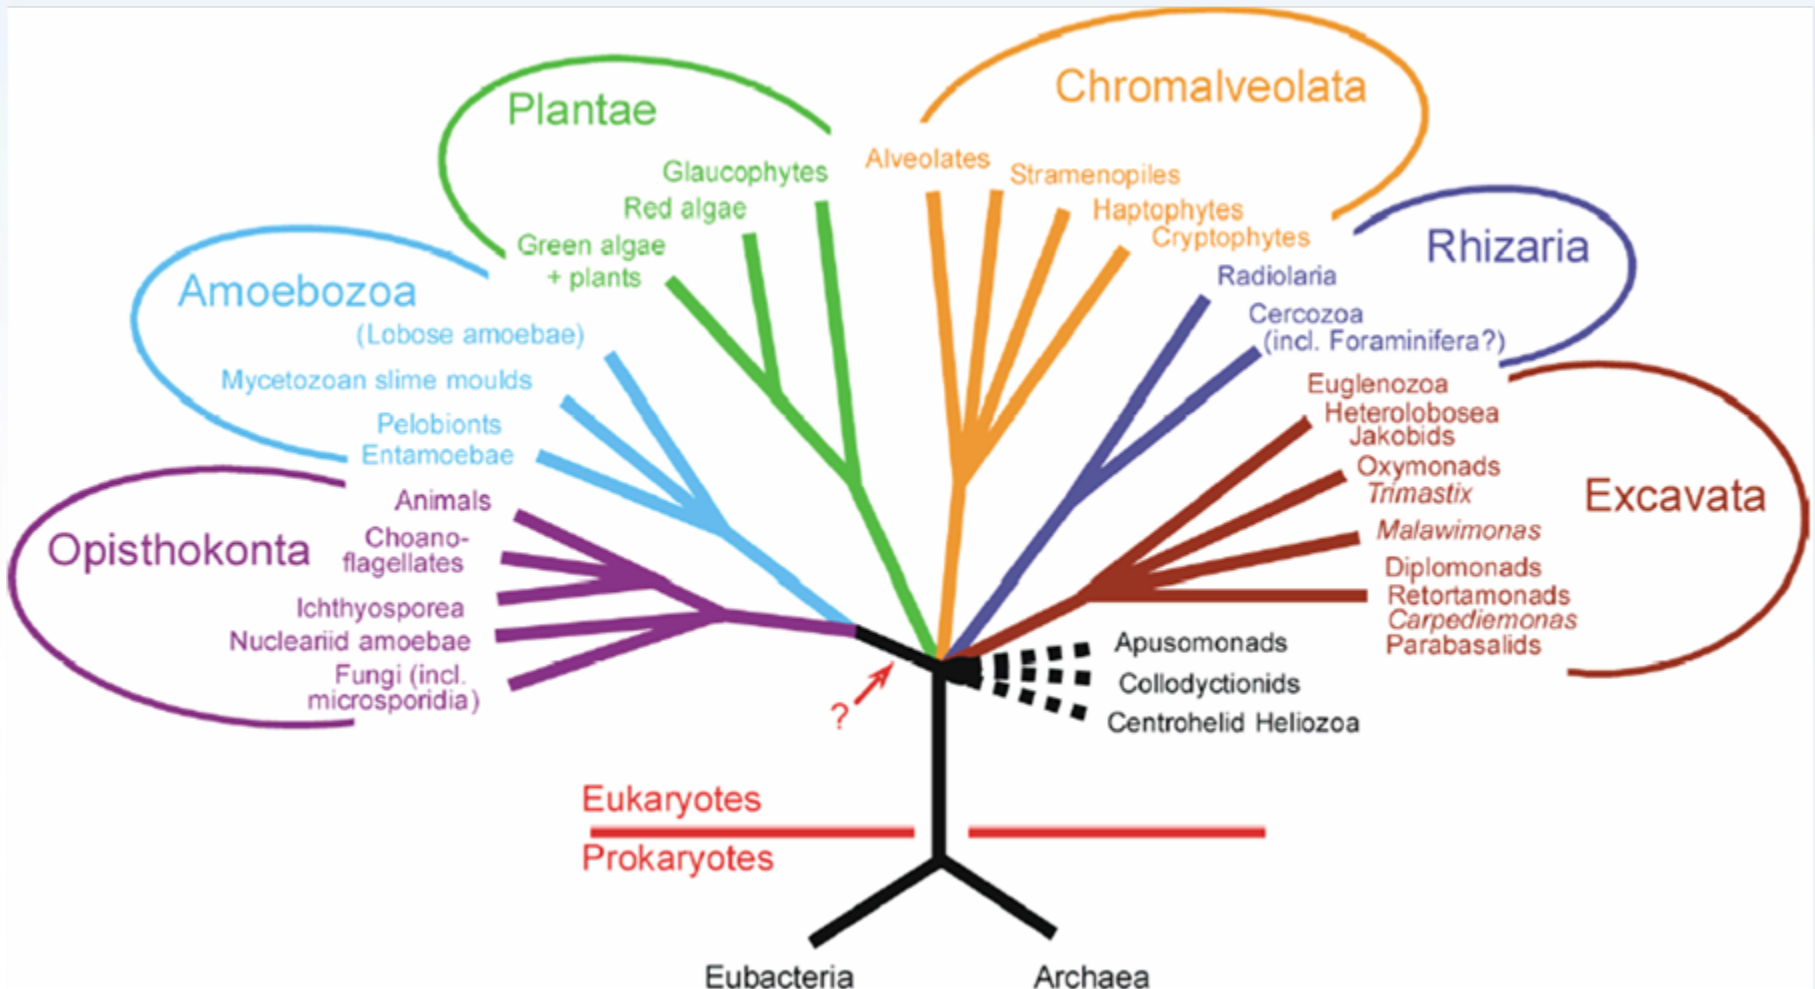 Plantae
Glaucophytes
Red algae
Green algae
+ plants
Chromalveolata
Alveolates
Stramenopiles
Haptophytes
Cryptophytes
Amoebozoa
(Lobose amoebae)
Mycetozoan slime moulds
Pelobionts
Entamoebae
Rhizaria
Radiolaria
Cercozoa
(incl. Foraminifera?)
Opisthokonta
Animals
Choano-
flagellates
Ichthyosporea
Nucleariid amoebae
Fungi (incl.
microsporidia)
Excavata
Euglenozoa
Heterolobosea
Jakobids
Oxymonads
Trimastix
Malawimonas
Diplomonads
Retortamonads
Carpediemonas
Parabasalids
Apusomonads
Collodyctionids
Centrohelid Heliozoa
?
Eukaryotes
Prokaryotes
Eubacteria
Archaea